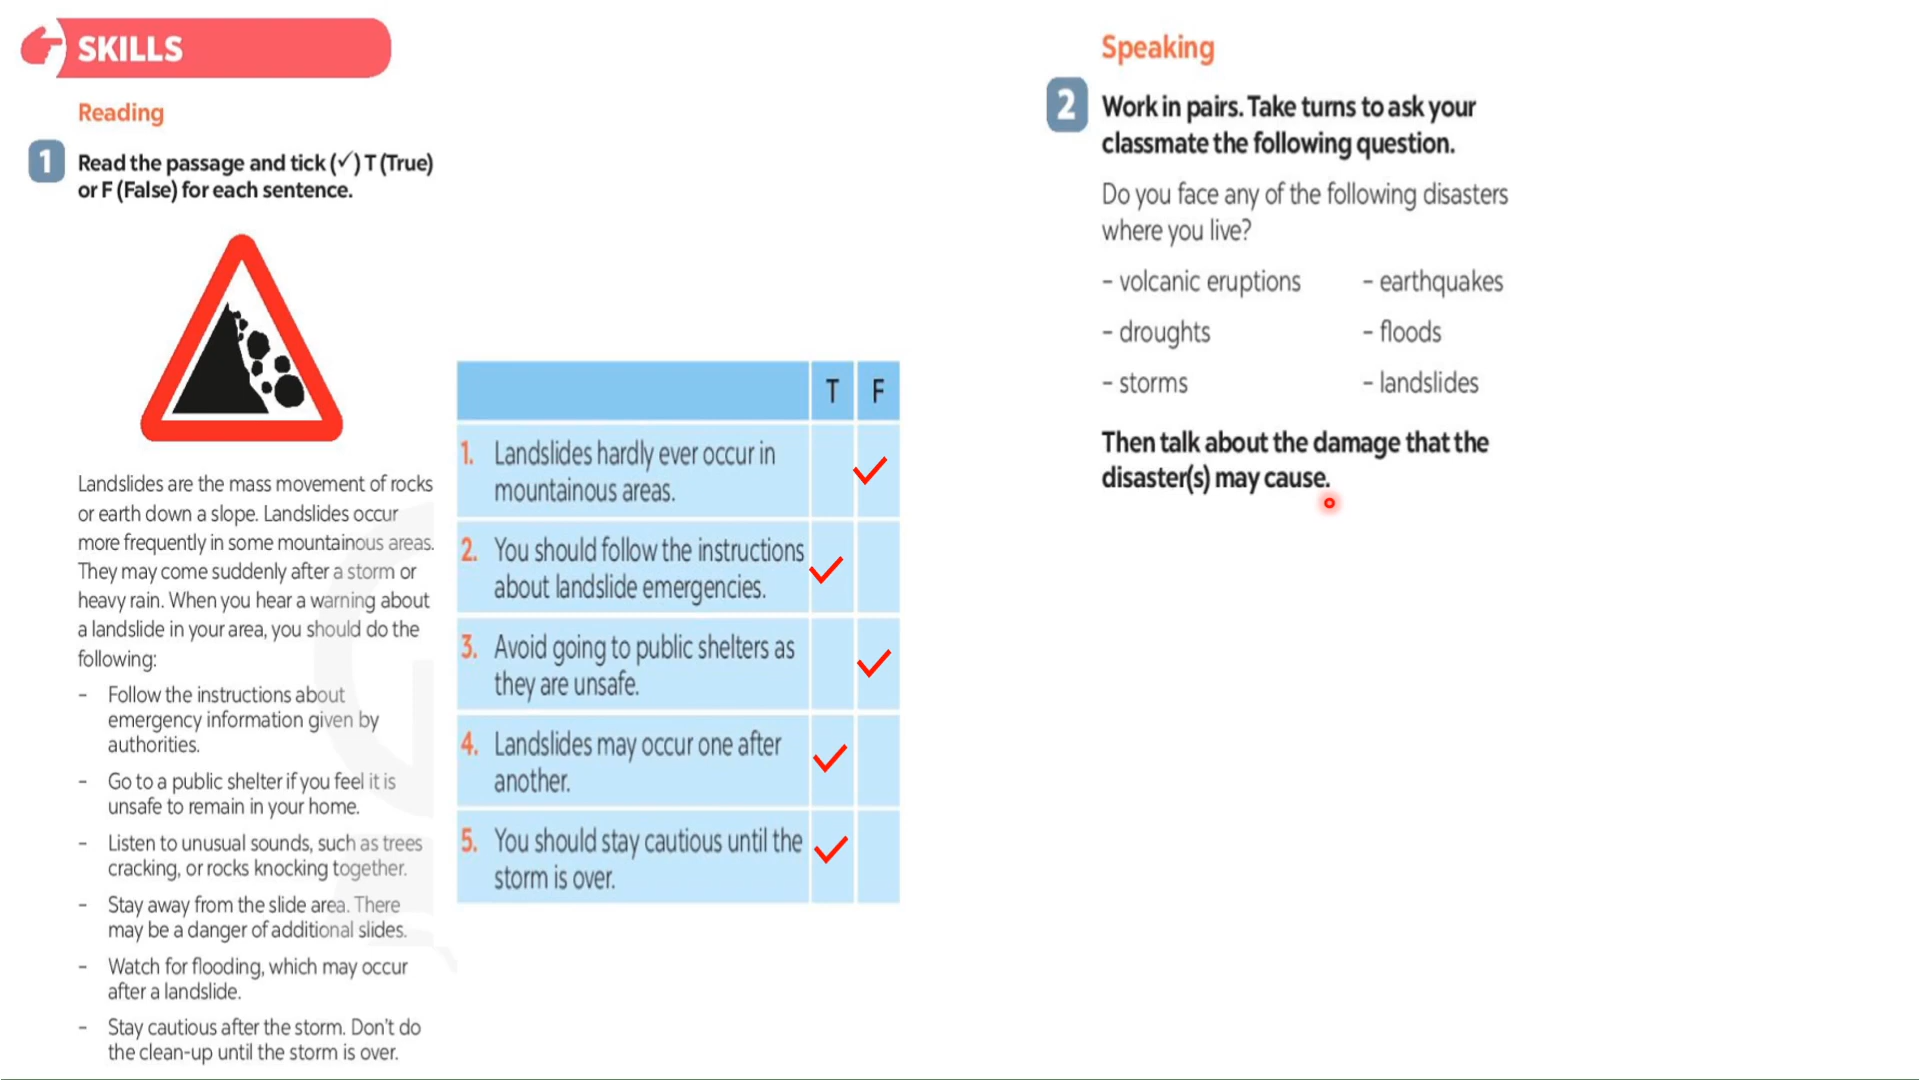 SKILLS
Reading
1 Read the passage and tick (✓) T (True)
or F (False) for each sentence.
Landslides are the mass movement of rocks
or earth down a slope. Landslides occur
more frequently in some mountainous areas.
They may come suddenly after a storm or
heavy rain. When you hear a warning about
a landslide in your area, you should do the
following:
– Follow the instructions about
emergency information given by
authorities.
– Go to a public shelter if you feel it is
unsafe to remain in your home.
– Listen to unusual sounds, such as trees
cracking, or rocks knocking together.
– Stay away from the slide area. There
may be a danger of additional slides.
– Watch for flooding, which may occur
after a landslide.
– Stay cautious after the storm. Don't do
the clean-up until the storm is over.
T F
1. Landslides hardly ever occur in
mountainous areas. ✓
2. You should follow the instructions
about landslide emergencies. ✓
3. Avoid going to public shelters as
they are unsafe. ✓
4. Landslides may occur one after
another. ✓
5. You should stay cautious until the
storm is over. ✓
Speaking
2 Work in pairs. Take turns to ask your
classmate the following question.
Do you face any of the following disasters
where you live?
– volcanic eruptions – earthquakes
– droughts – floods
– storms – landslides
Then talk about the damage that the
disaster(s) may cause.